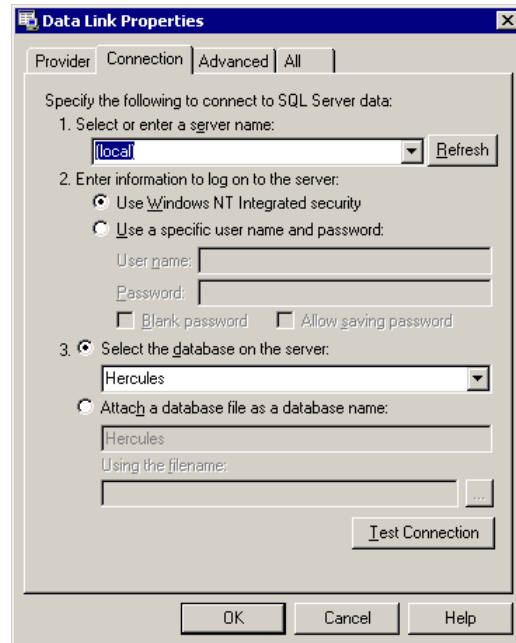 Data Link Properties
Provider Connection Advanced All
Specify the following to connect to SQL Server data:
1. Select or enter a server name:
(local) Refresh
2. Enter information to log on to the server:
Use Windows NT Integrated security
Use a specific user name and password:
User name:
Password:
Blank password Allow saving password
3. Select the database on the server:
Hercules
Attach a database file as a database name:
Hercules
Using the filename:
...
Test Connection
OK Cancel Help